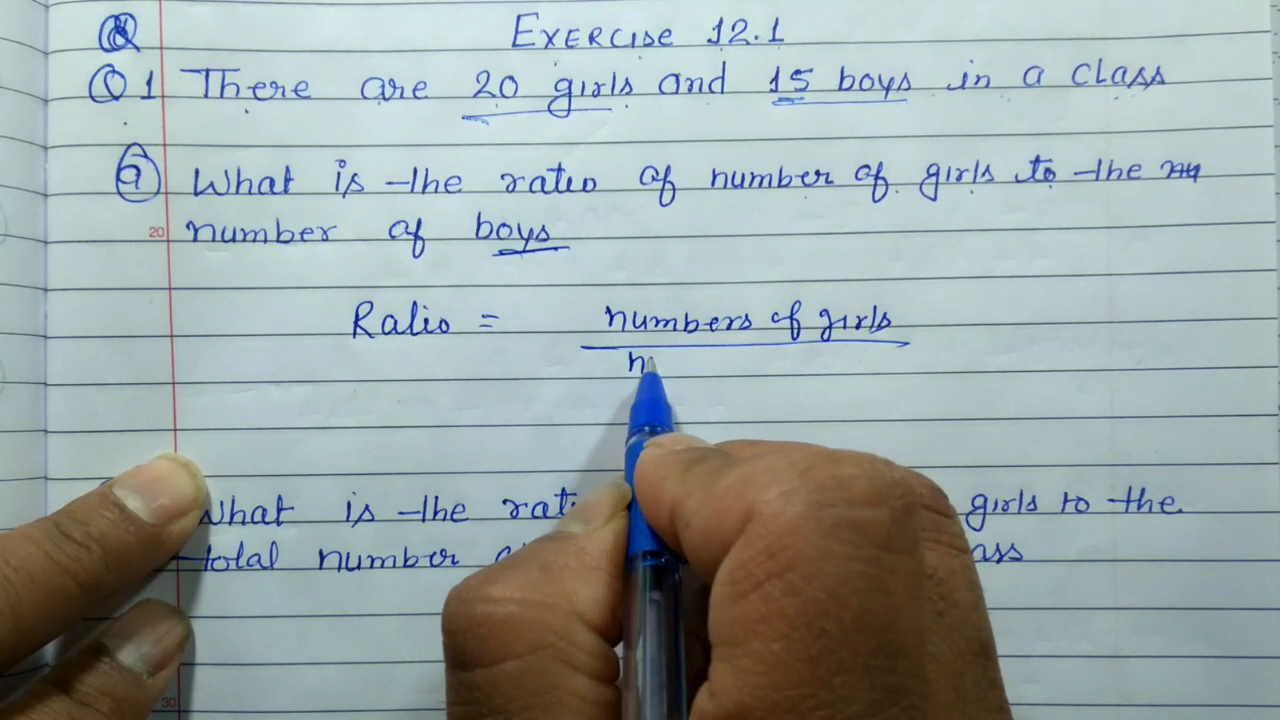 EXERCISE 12.1
Q1 There are 20 girls and 15 boys in a class
a What is the ratio of number of girls to the
20 number of boys
Ratio = numbers of girls
n
What is the girls to the
total number
30